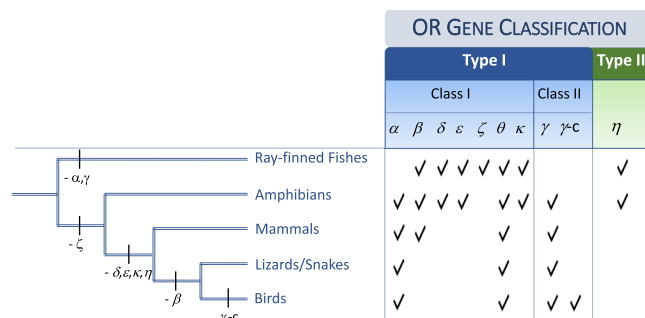 OR GENE CLASSIFICATION
Type I Type II
Class I Class II
α β δ ε ζ θ κ γ γ-c η
Ray-finned Fishes
- α,γ
Amphibians
- ζ
Mammals
- δ,ε,κ,η
Lizards/Snakes
- β
Birds
γ-c